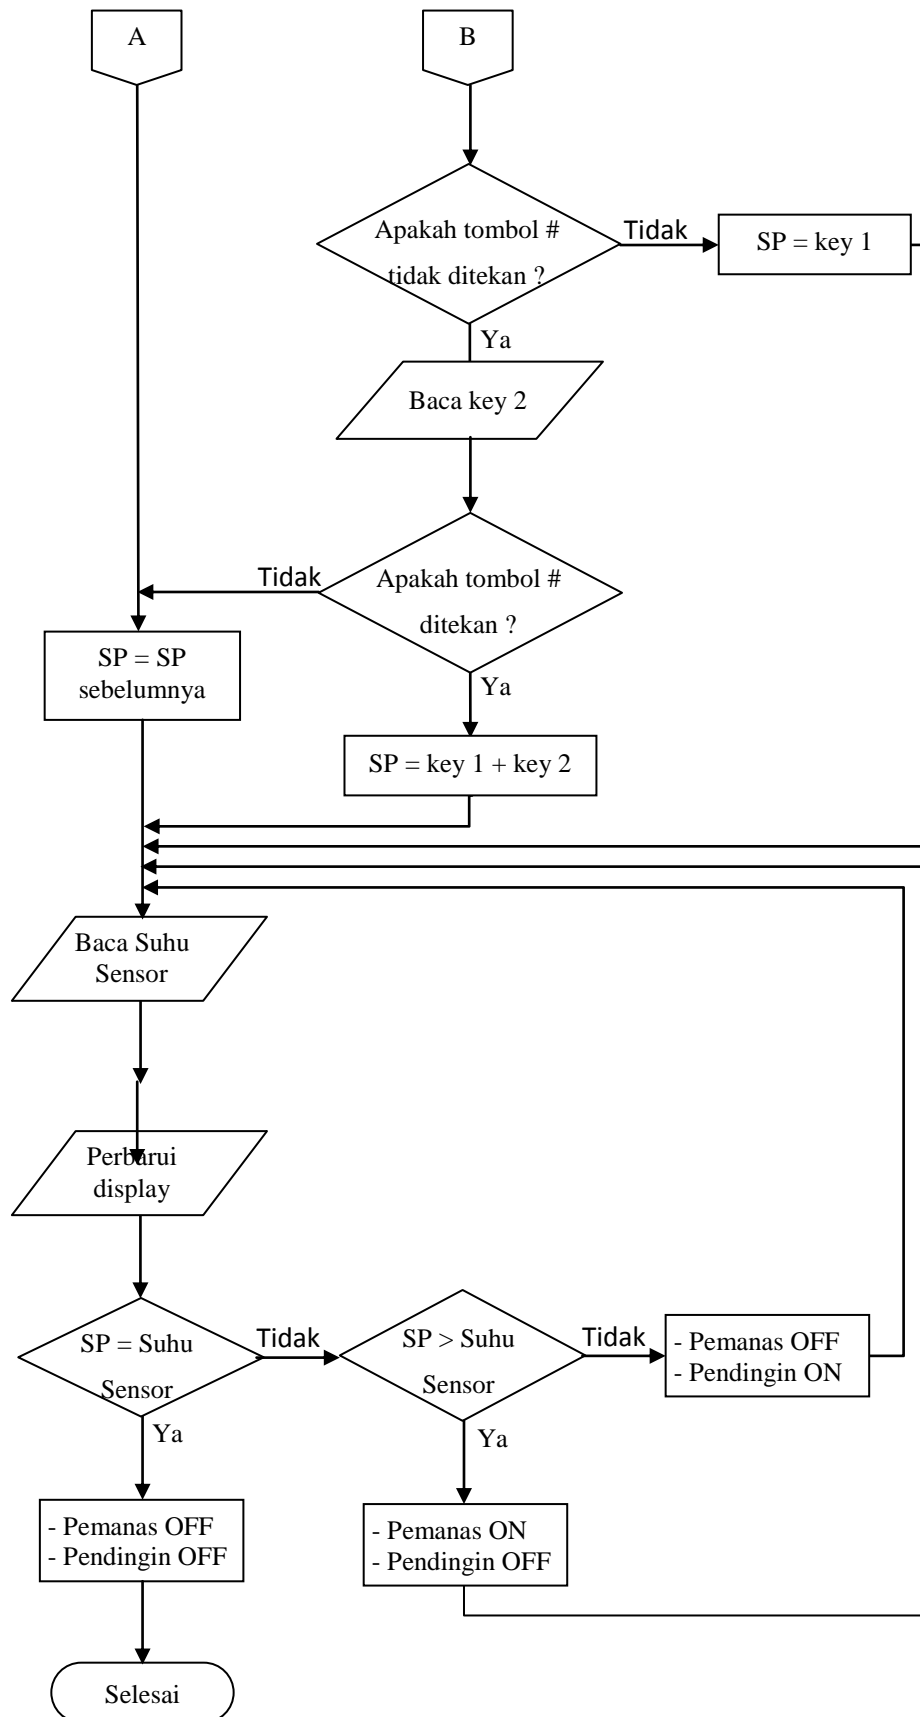 A
B
Apakah tombol #
tidak ditekan ?
Tidak
SP = key 1
Ya
Baca key 2
Tidak
Apakah tombol #
ditekan ?
SP = SP
sebelumnya
Ya
SP = key 1 + key 2
Baca Suhu
Sensor
Perbarui
display
SP = Suhu
Sensor
Tidak
SP > Suhu
Sensor
Tidak
- Pemanas OFF
- Pendingin ON
Ya
Ya
- Pemanas OFF
- Pendingin OFF
- Pemanas ON
- Pendingin OFF
Selesai